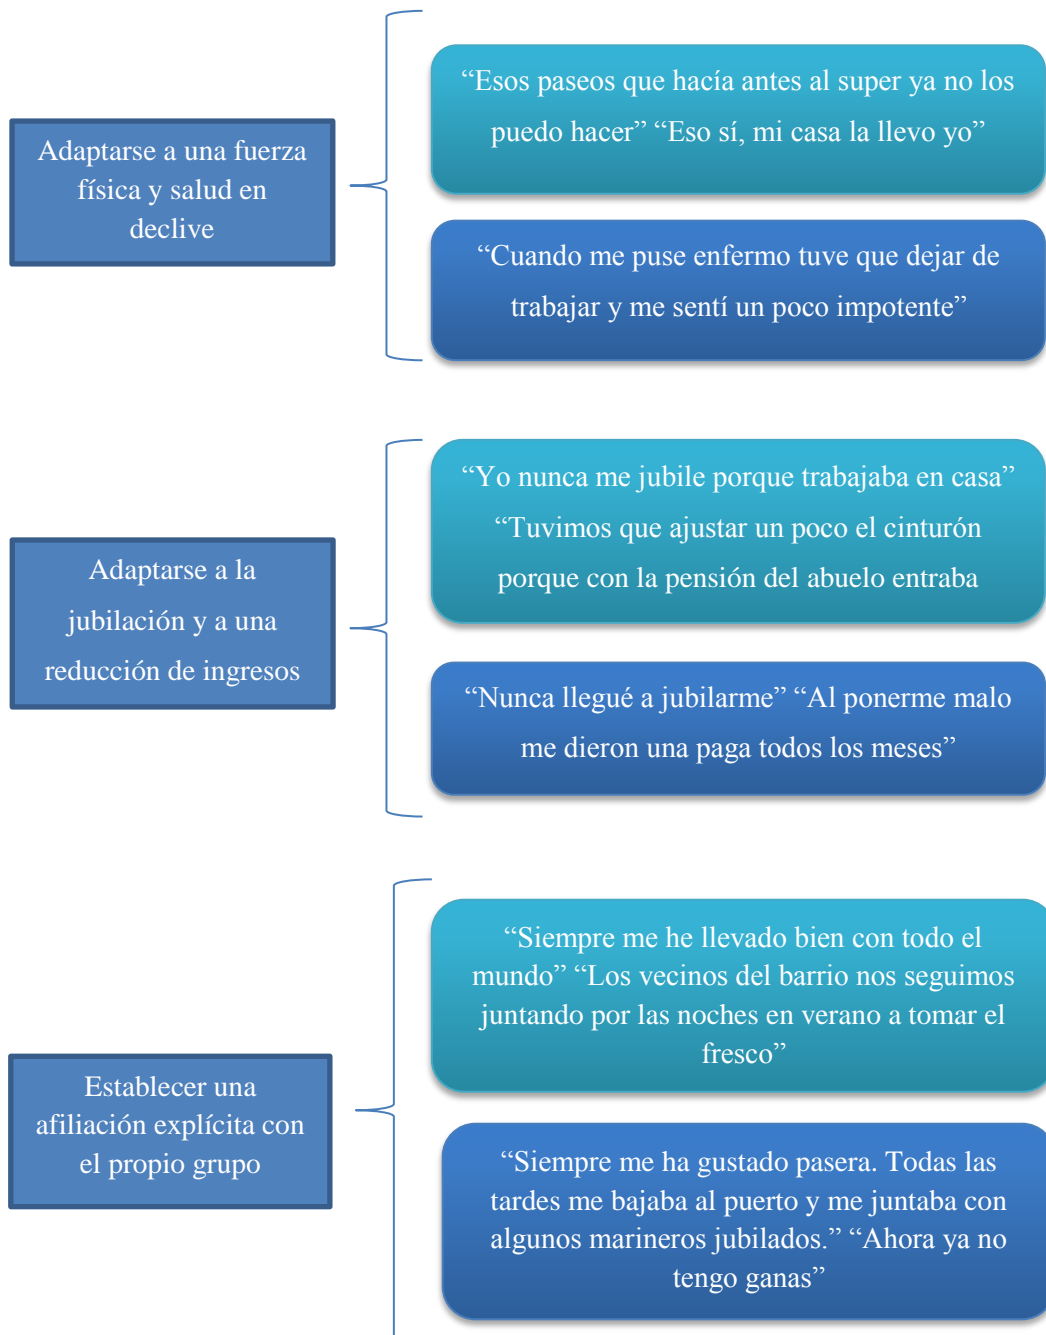 Adaptarse a una fuerza
física y salud en
declive
“Esos paseos que hacía antes al super ya no los
puedo hacer” “Eso sí, mi casa la llevo yo”
“Cuando me puse enfermo tuve que dejar de
trabajar y me sentí un poco impotente”
Adaptarse a la
jubilación y a una
reducción de ingresos
“Yo nunca me jubile porque trabajaba en casa”
“Tuvimos que ajustar un poco el cinturón
porque con la pensión del abuelo entraba
“Nunca llegué a jubilarme” “Al ponerme malo
me dieron una paga todos los meses”
Establecer una
afiliación explícita con
el propio grupo
“Siempre me he llevado bien con todo el
mundo” “Los vecinos del barrio nos seguimos
juntando por las noches en verano a tomar el
fresco”
“Siempre me ha gustado pasera. Todas las
tardes me bajaba al puerto y me juntaba con
algunos marineros jubilados.” “Ahora ya no
tengo ganas”